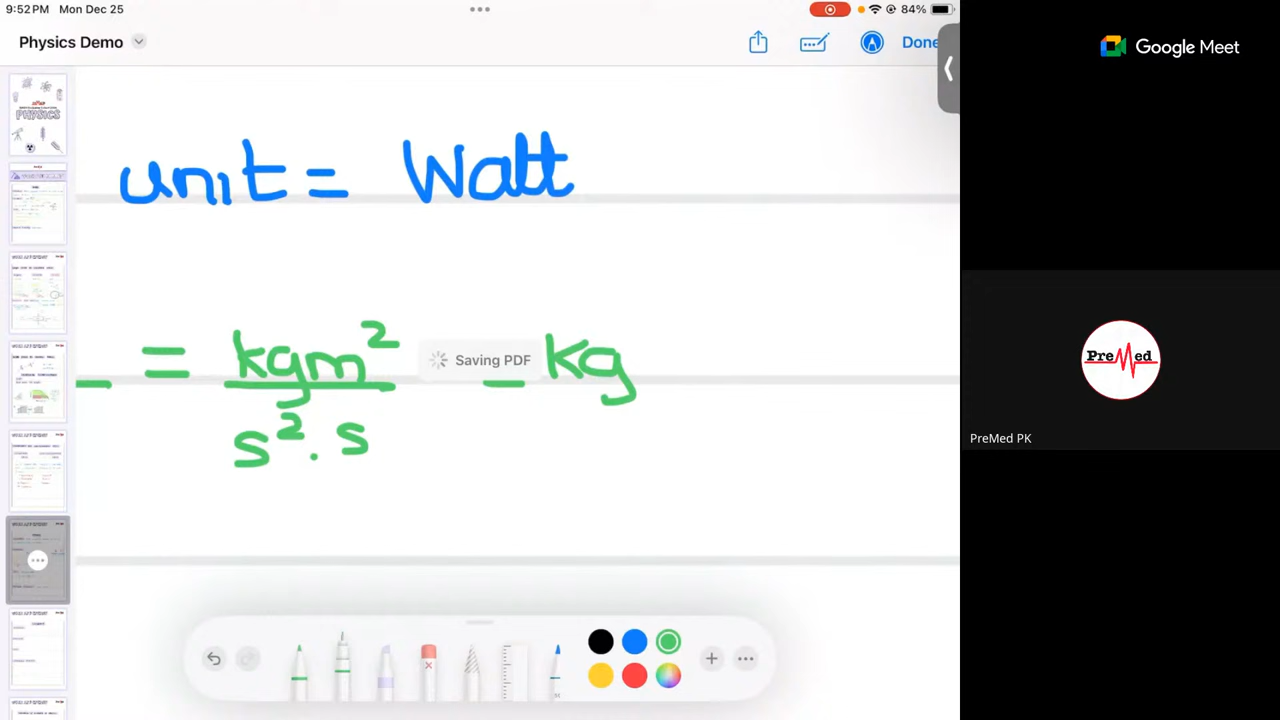 9:52 PM Mon Dec 25
84%
Physics Demo
Done
Google Meet
PHYSICS
unit = Watt
= kgm² = kg
s² . s
Saving PDF
PreMed
PreMed PK